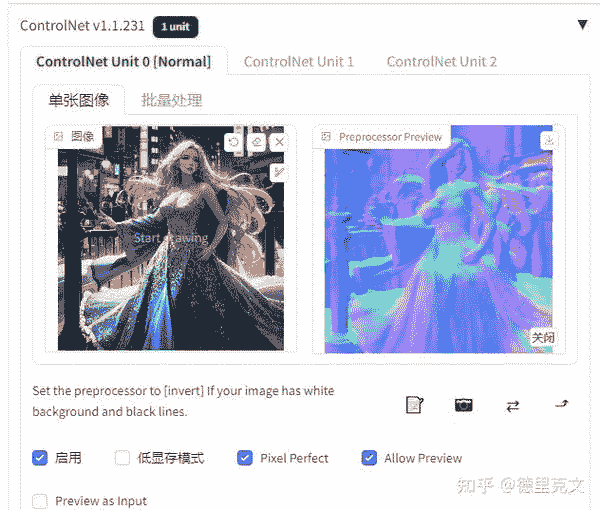 ControlNet v1.1.231 1 unit
ControlNet Unit 0 [Normal] ControlNet Unit 1 ControlNet Unit 2
单张图像 批量处理
图像 Preprocessor Preview
Start drawing
关闭
Set the preprocessor to [invert] If your image has white
background and black lines.
启用 低显存模式 Pixel Perfect Allow Preview
Preview as Input
知乎 @德里克文